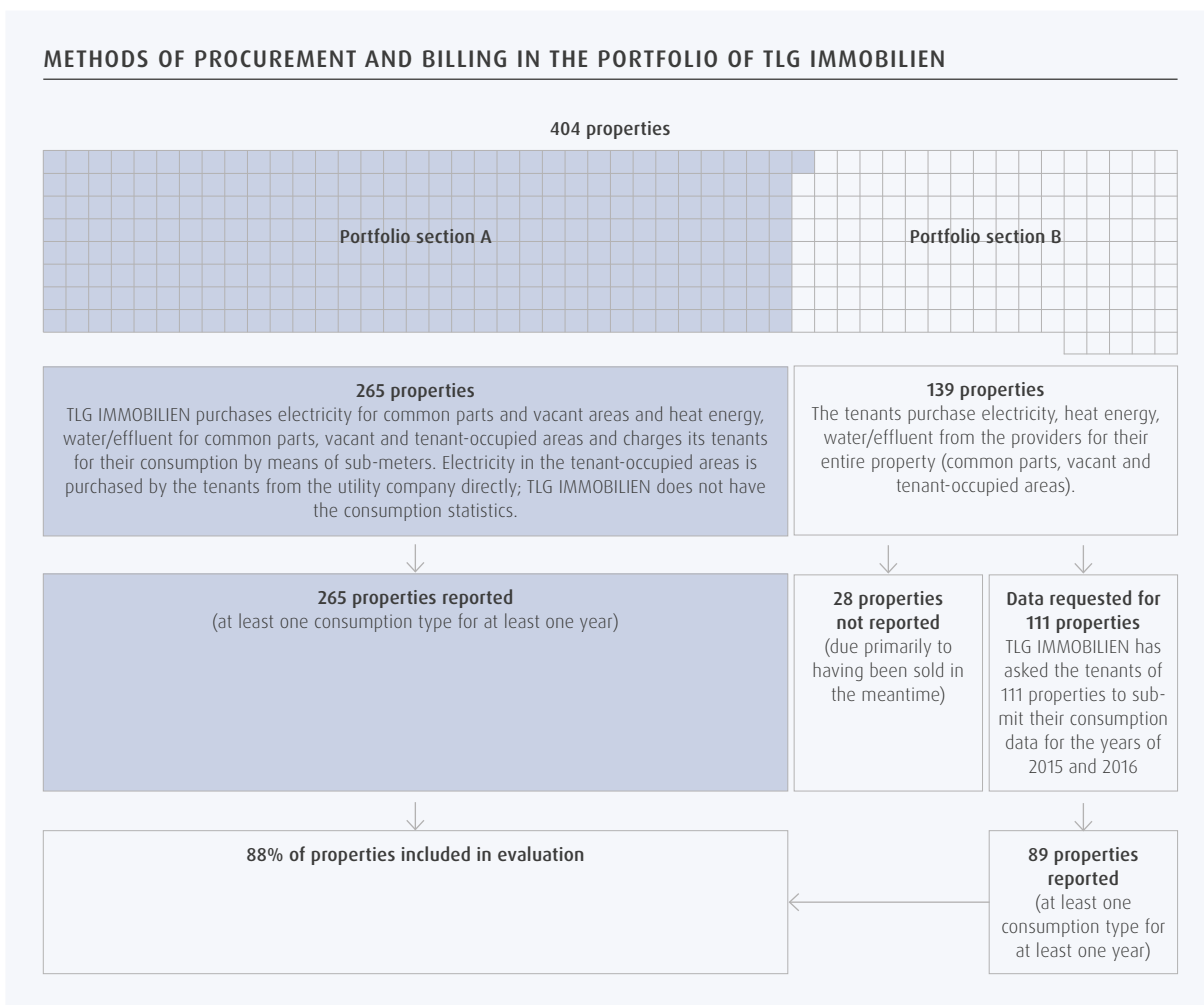 METHODS OF PROCUREMENT AND BILLING IN THE PORTFOLIO OF TLG IMMOBILIEN
404 properties
Portfolio section A
Portfolio section B
265 properties
TLG IMMOBILIEN purchases electricity for common parts and vacant areas and heat energy,
water/effluent for common parts, vacant and tenant-occupied areas and charges its tenants
for their consumption by means of sub-meters. Electricity in the tenant-occupied areas is
purchased by the tenants from the utility company directly; TLG IMMOBILIEN does not have
the consumption statistics.
139 properties
The tenants purchase electricity, heat energy,
water/effluent from the providers for their
entire property (common parts, vacant and
tenant-occupied areas).
265 properties reported
(at least one consumption type for at least one year)
28 properties
not reported
(due primarily to
having been sold in
the meantime)
Data requested for
111 properties
TLG IMMOBILIEN has
asked the tenants of
111 properties to sub-
mit their consumption
data for the years of
2015 and 2016
88% of properties included in evaluation
89 properties
reported
(at least one
consumption type for
at least one year)